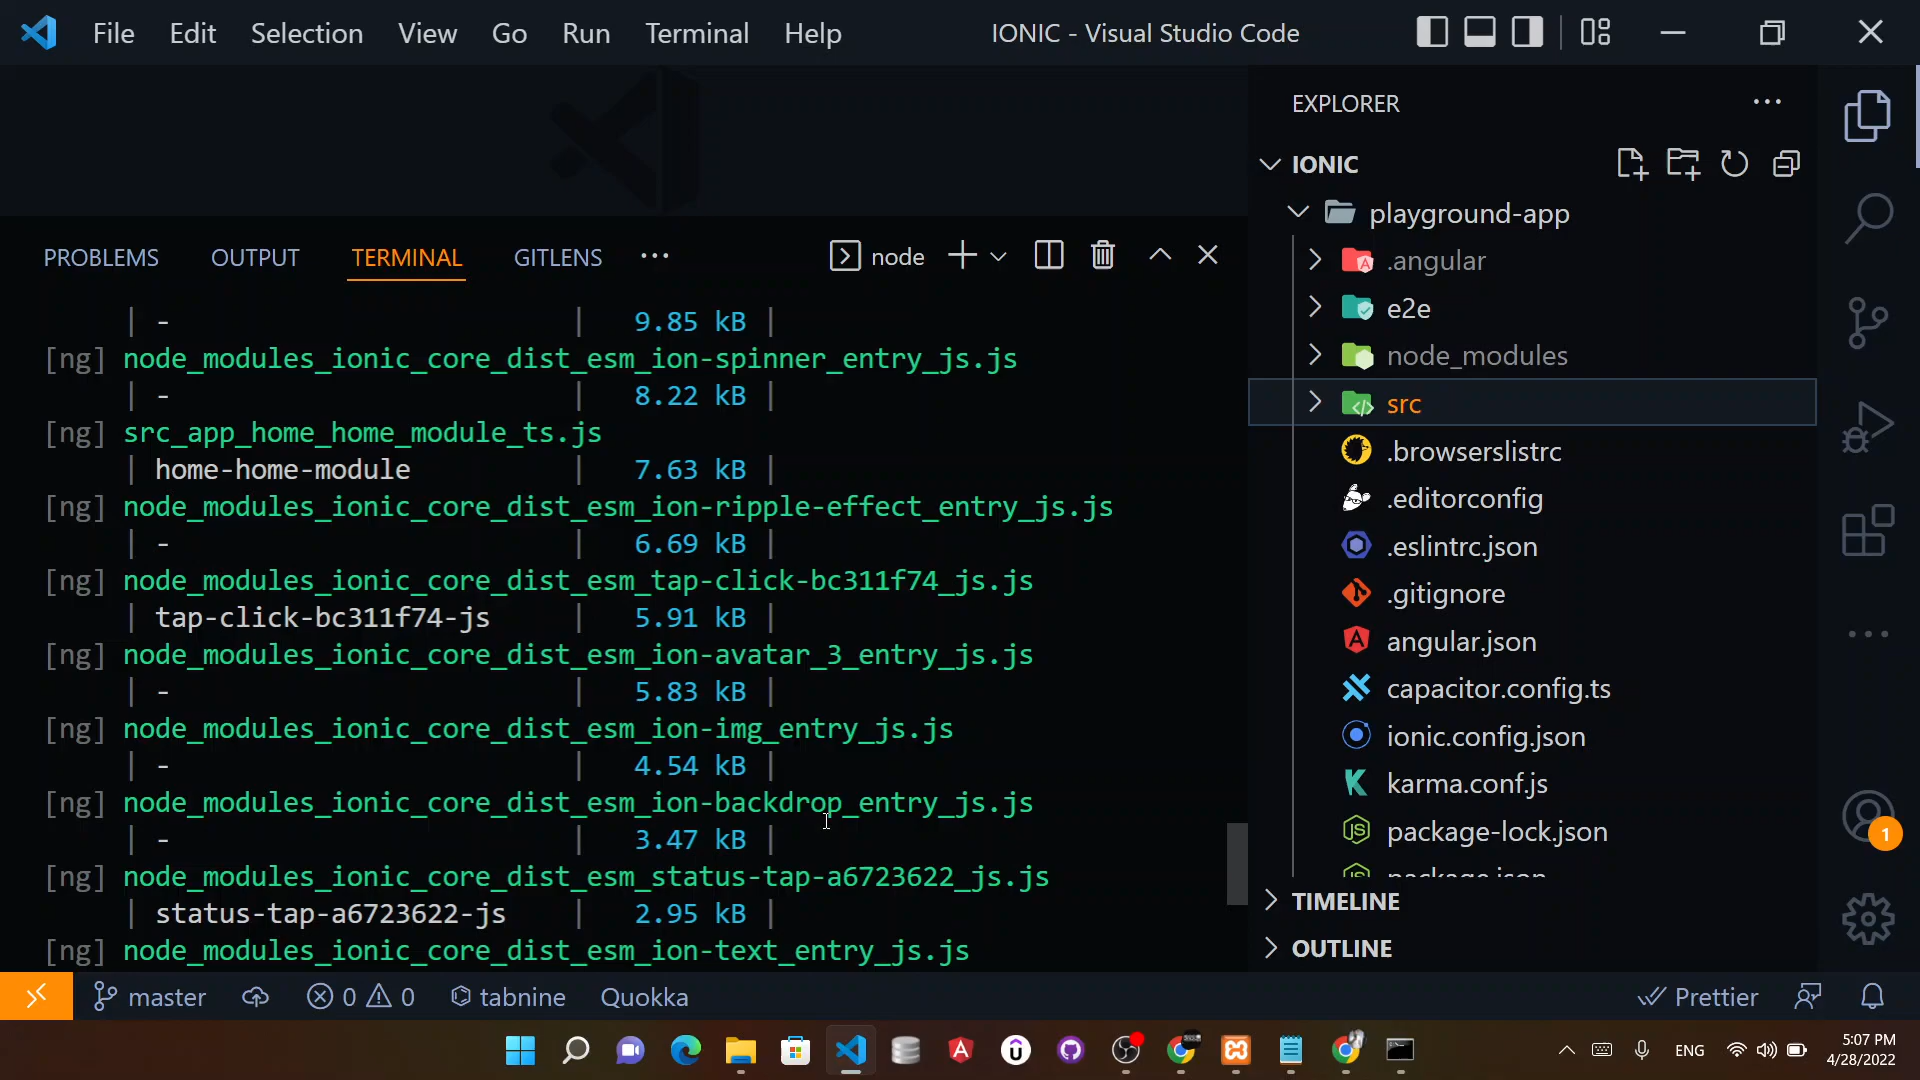 File Edit Selection View Go Run Terminal Help IONIC - Visual Studio Code
PROBLEMS OUTPUT TERMINAL GITLENS ··· node
| - | 9.85 kB |
[ng] node_modules_ionic_core_dist_esm_ion-spinner_entry_js.js
| - | 8.22 kB |
[ng] src_app_home_home_module_ts.js
| home-home-module | 7.63 kB |
[ng] node_modules_ionic_core_dist_esm_ion-ripple-effect_entry_js.js
| - | 6.69 kB |
[ng] node_modules_ionic_core_dist_esm_tap-click-bc311f74_js.js
| tap-click-bc311f74-js | 5.91 kB |
[ng] node_modules_ionic_core_dist_esm_ion-avatar_3_entry_js.js
| - | 5.83 kB |
[ng] node_modules_ionic_core_dist_esm_ion-img_entry_js.js
| - | 4.54 kB |
[ng] node_modules_ionic_core_dist_esm_ion-backdrop_entry_js.js
| - | 3.47 kB |
[ng] node_modules_ionic_core_dist_esm_status-tap-a6723622_js.js
| status-tap-a6723622-js | 2.95 kB |
[ng] node_modules_ionic_core_dist_esm_ion-text_entry_js.js
EXPLORER
IONIC
playground-app
.angular
e2e
node_modules
src
.browserslistrc
.editorconfig
.eslintrc.json
.gitignore
angular.json
capacitor.config.ts
ionic.config.json
karma.conf.js
package-lock.json
package.json
TIMELINE
OUTLINE
1
master 0 0 tabnine Quokka Prettier
ENG
5:07 PM
4/28/2022